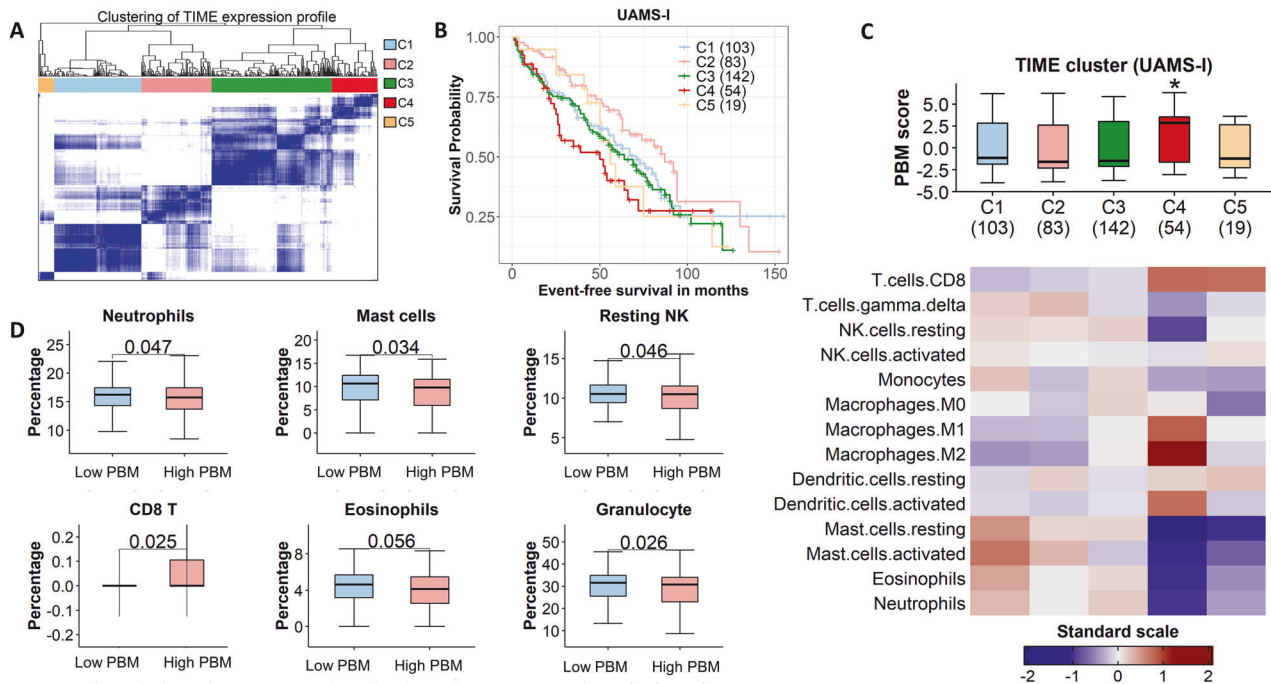 A
Clustering of TIME expression profile
C1
C2
C3
C4
C5
B
UAMS-I
Survival Probability
1.00
0.75
0.50
0.25
C1 (103)
C2 (83)
C3 (142)
C4 (54)
C5 (19)
0 50 100 150
Event-free survival in months
C
TIME cluster (UAMS-I)
*
PBM score
5.0
2.5
0.0
-2.5
-5.0
C1 C2 C3 C4 C5
(103) (83) (142) (54) (19)
T.cells.CD8
T.cells.gamma.delta
NK.cells.resting
NK.cells.activated
Monocytes
Macrophages.M0
Macrophages.M1
Macrophages.M2
Dendritic.cells.resting
Dendritic.cells.activated
Mast.cells.resting
Mast.cells.activated
Eosinophils
Neutrophils
Standard scale
-2 -1 0 1 2
D
Neutrophils
0.047
Percentage
25
20
15
10
Low PBM High PBM
Mast cells
0.034
Percentage
20
15
10
5
0
Low PBM High PBM
Resting NK
0.046
Percentage
15
10
5
Low PBM High PBM
CD8 T
0.025
Percentage
0.2
0.1
0.0
-0.1
-0.2
Low PBM High PBM
Eosinophils
0.056
Percentage
8
4
0
Low PBM High PBM
Granulocyte
0.026
Percentage
50
40
30
20
10
Low PBM High PBM